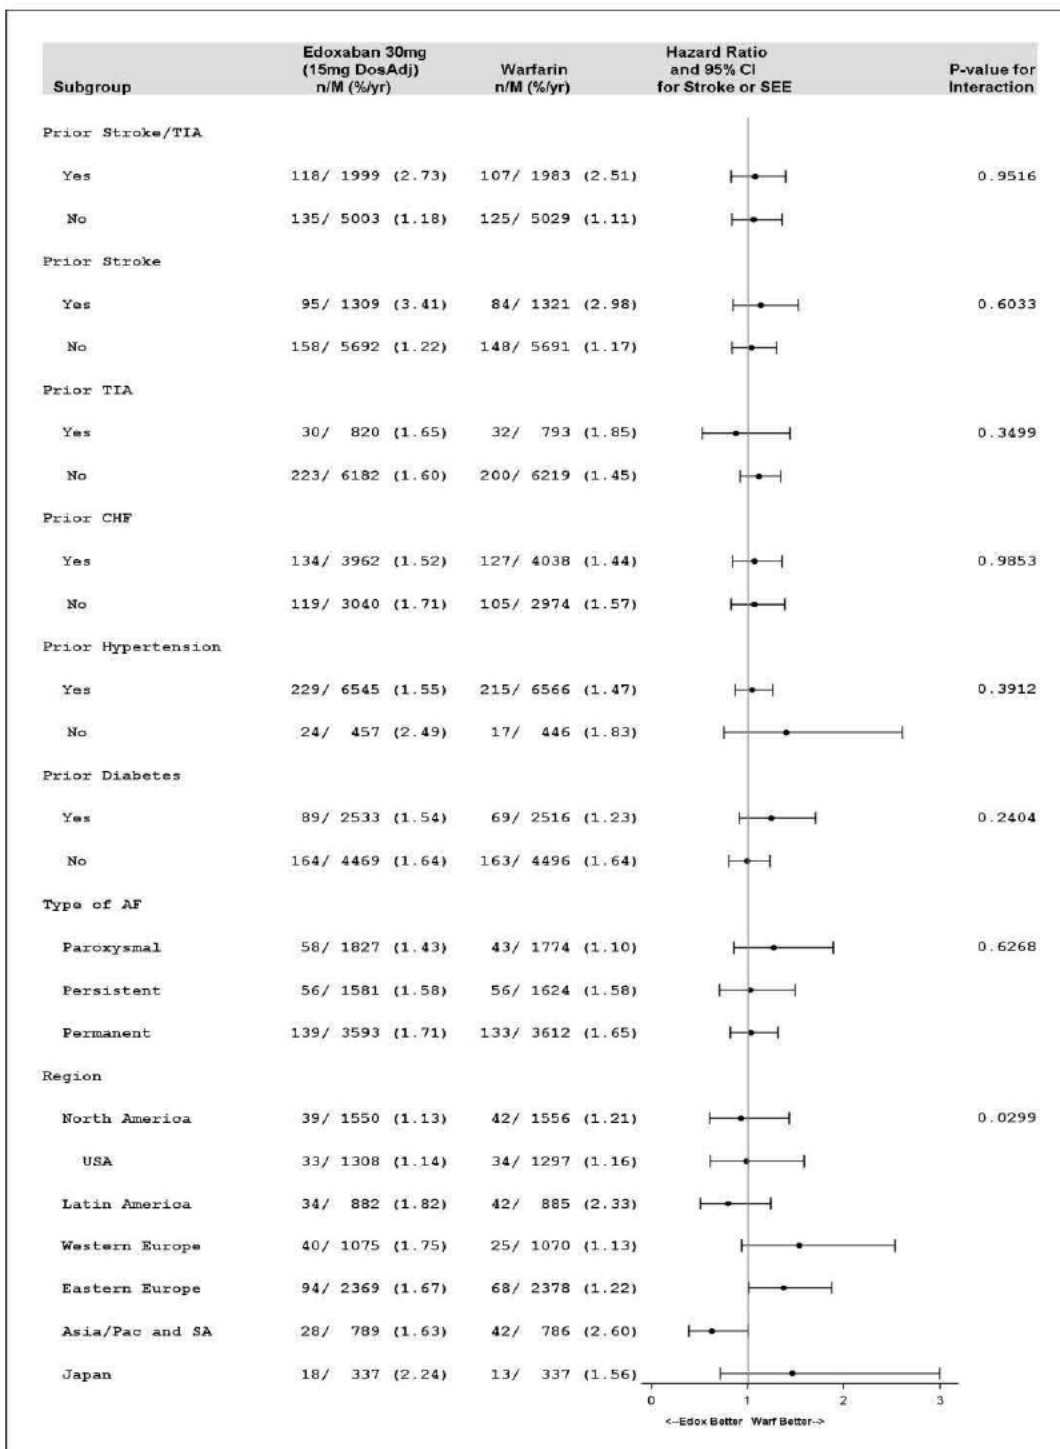 Subgroup Edoxaban 30mg (15mg DosAdj) n/M (%/yr) Warfarin n/M (%/yr) Hazard Ratio and 95% CI for Stroke or SEE P-value for Interaction
Prior Stroke/TIA
Yes 118/ 1999 (2.73) 107/ 1983 (2.51) 0.9516
No 135/ 5003 (1.18) 125/ 5029 (1.11)
Prior Stroke
Yes 95/ 1309 (3.41) 84/ 1321 (2.98) 0.6033
No 158/ 5692 (1.22) 148/ 5691 (1.17)
Prior TIA
Yes 30/ 820 (1.65) 32/ 793 (1.85) 0.3499
No 223/ 6182 (1.60) 200/ 6219 (1.45)
Prior CHF
Yes 134/ 3962 (1.52) 127/ 4038 (1.44) 0.9853
No 119/ 3040 (1.71) 105/ 2974 (1.57)
Prior Hypertension
Yes 229/ 6545 (1.55) 215/ 6566 (1.47) 0.3912
No 24/ 457 (2.49) 17/ 446 (1.83)
Prior Diabetes
Yes 89/ 2533 (1.54) 69/ 2516 (1.23) 0.2404
No 164/ 4469 (1.64) 163/ 4496 (1.64)
Type of AF
Paroxysmal 58/ 1827 (1.43) 43/ 1774 (1.10) 0.6268
Persistent 56/ 1581 (1.58) 56/ 1624 (1.58)
Permanent 139/ 3593 (1.71) 133/ 3612 (1.65)
Region
North America 39/ 1550 (1.13) 42/ 1556 (1.21) 0.0299
USA 33/ 1308 (1.14) 34/ 1297 (1.16)
Latin America 34/ 882 (1.82) 42/ 885 (2.33)
Western Europe 40/ 1075 (1.75) 25/ 1070 (1.13)
Eastern Europe 94/ 2369 (1.67) 68/ 2378 (1.22)
Asia/Pac and SA 28/ 789 (1.63) 42/ 786 (2.60)
Japan 18/ 337 (2.24) 13/ 337 (1.56)
0 1 2 3
<--Edox Better Warf Better-->